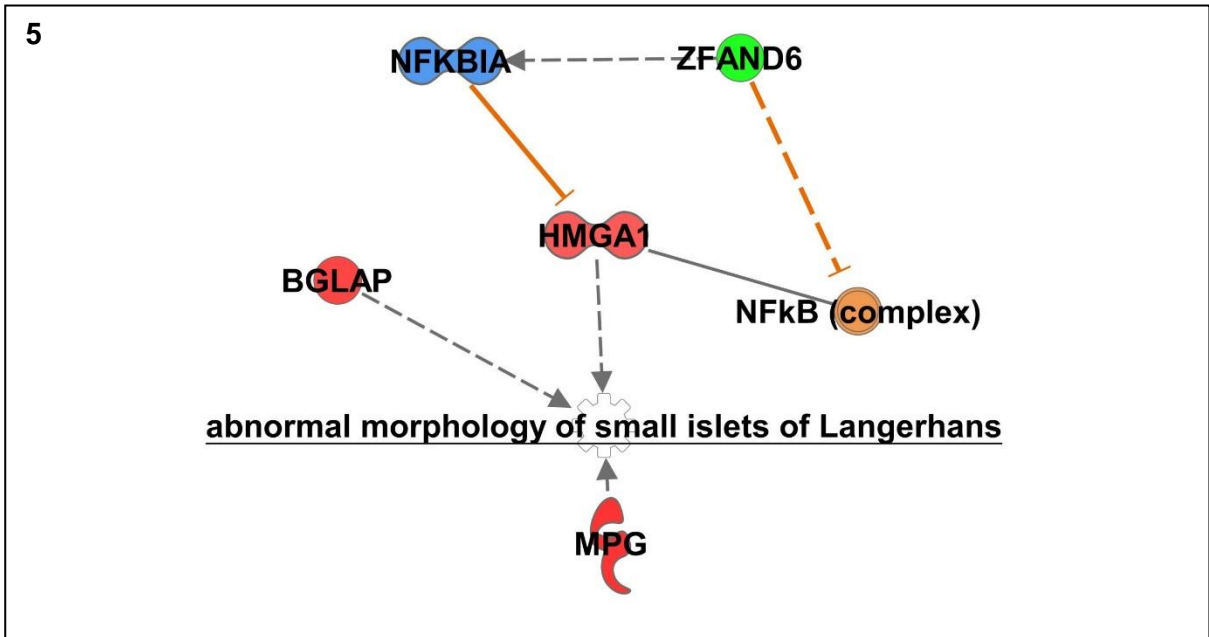 5
NFKBIA
ZFAND6
HMGA1
BGLAP
NFkB (complex)
abnormal morphology of small islets of Langerhans
MPG